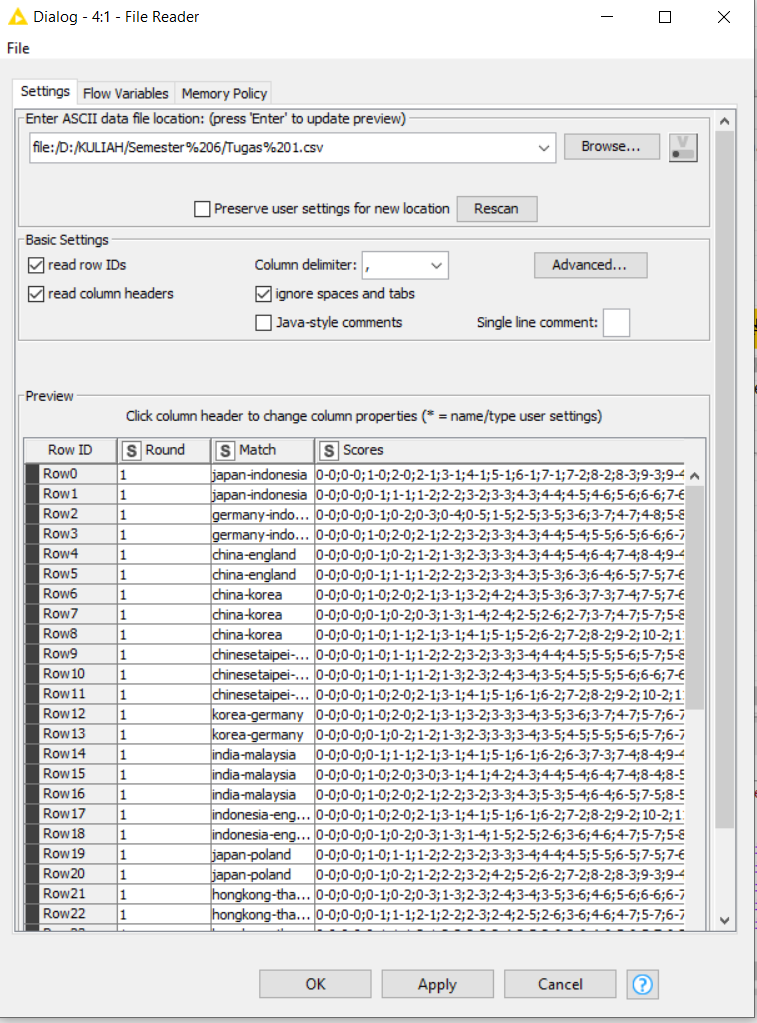 Dialog - 4:1 - File Reader
File
Settings Flow Variables Memory Policy
Enter ASCII data file location: (press 'Enter' to update preview)
file:/D:/KULIAH/Semester%206/Tugas%201.csv Browse... V
Preserve user settings for new location Rescan
Basic Settings
read row IDs Column delimiter: , Advanced...
read column headers ignore spaces and tabs
Java-style comments Single line comment:
Preview
Click column header to change column properties (* = name/type user settings)
Row ID S Round S Match S Scores
Row0 1 japan-indonesia 0-0;0-0;1-0;2-0;2-1;3-1;4-1;5-1;6-1;7-1;7-2;8-2;8-3;9-3;9-4
Row1 1 japan-indonesia 0-0;0-0;0-1;1-1;1-2;2-2;3-2;3-3;4-3;4-4;4-5;4-6;5-6;6-6;7-6
Row2 1 germany-indo... 0-0;0-0;0-1;0-2;0-3;0-4;0-5;1-5;2-5;3-5;3-6;3-7;4-7;4-8;5-8
Row3 1 germany-indo... 0-0;0-0;1-0;2-0;2-1;2-2;3-2;3-3;4-3;4-4;5-4;5-5;6-5;6-6;6-7
Row4 1 china-england 0-0;0-0;0-1;0-2;1-2;1-3;2-3;3-3;4-3;4-4;5-4;6-4;7-4;8-4;9-4
Row5 1 china-england 0-0;0-0;0-1;1-1;1-2;2-2;3-2;3-3;4-3;5-3;6-3;6-4;6-5;7-5;7-6
Row6 1 china-korea 0-0;0-0;1-0;2-0;2-1;3-1;3-2;4-2;4-3;5-3;6-3;7-3;7-4;7-5;7-6
Row7 1 china-korea 0-0;0-0;0-1;0-2;0-3;1-3;1-4;2-4;2-5;2-6;2-7;3-7;4-7;5-7;5-8
Row8 1 china-korea 0-0;0-0;1-0;1-1;2-1;3-1;4-1;5-1;5-2;6-2;7-2;8-2;9-2;10-2;1
Row9 1 chinesetaipei-... 0-0;0-0;1-0;1-1;1-2;2-2;3-2;3-3;3-4;4-4;4-5;5-5;5-6;5-7;5-8
Row10 1 chinesetaipei-... 0-0;0-0;1-0;1-1;1-2;1-3;2-3;2-4;3-4;3-5;4-5;5-5;5-6;6-6;7-6
Row11 1 chinesetaipei-... 0-0;0-0;1-0;2-0;2-1;3-1;4-1;5-1;6-1;6-2;7-2;8-2;9-2;10-2;1
Row12 1 korea-germany 0-0;0-0;1-0;2-0;2-1;3-1;3-2;3-3;3-4;3-5;3-6;3-7;4-7;5-7;6-7
Row13 1 korea-germany 0-0;0-0;0-1;0-2;1-2;1-3;2-3;3-3;3-4;3-5;4-5;5-5;5-6;5-7;6-7
Row14 1 india-malaysia 0-0;0-0;0-1;1-1;2-1;3-1;4-1;5-1;6-1;6-2;6-3;7-3;7-4;8-4;9-4
Row15 1 india-malaysia 0-0;0-0;1-0;2-0;3-0;3-1;4-1;4-2;4-3;4-4;5-4;6-4;7-4;8-4;8-5
Row16 1 india-malaysia 0-0;0-0;1-0;2-0;2-1;2-2;3-2;3-3;4-3;5-3;5-4;6-4;6-5;7-5;8-5
Row17 1 indonesia-eng... 0-0;0-0;1-0;2-0;2-1;3-1;4-1;5-1;6-1;6-2;7-2;8-2;9-2;10-2;1
Row18 1 indonesia-eng... 0-0;0-0;0-1;0-2;0-3;1-3;1-4;1-5;2-5;2-6;3-6;4-6;4-7;5-7;5-8
Row19 1 japan-poland 0-0;0-0;1-0;1-1;1-2;2-2;3-2;3-3;3-4;4-4;4-5;5-5;6-5;7-5;7-6
Row20 1 japan-poland 0-0;0-0;0-1;0-2;1-2;2-2;3-2;4-2;5-2;6-2;7-2;8-2;8-3;9-3;9-4
Row21 1 hongkong-tha... 0-0;0-0;0-1;0-2;0-3;1-3;2-3;2-4;3-4;3-5;3-6;4-6;5-6;6-6;6-7
Row22 1 hongkong-tha... 0-0;0-0;0-1;1-1;2-1;2-2;2-3;2-4;2-5;2-6;3-6;4-6;4-7;5-7;6-7
OK Apply Cancel ?